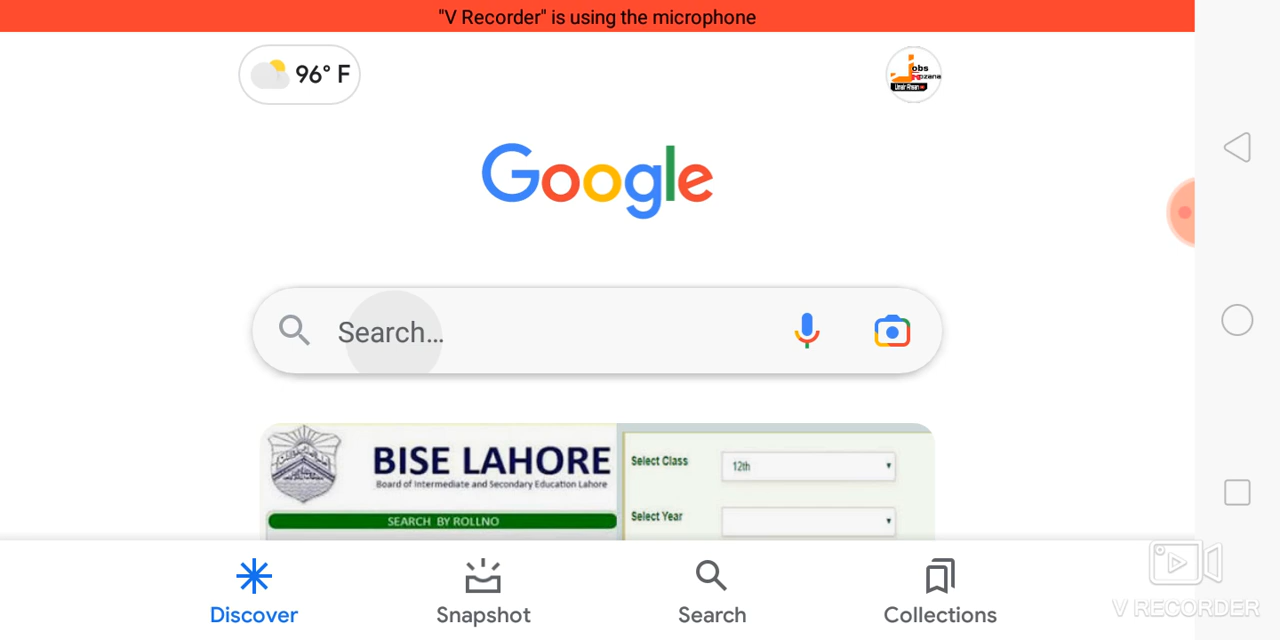 "V Recorder" is using the microphone
96° F
obs
Google
Search...
BISE LAHORE
Board of Intermediate and Secondary Education Lahore
SEARCH BY ROLLNO
Select Class
12th
Select Year
Discover
Snapshot
Search
Collections
V RECORDER